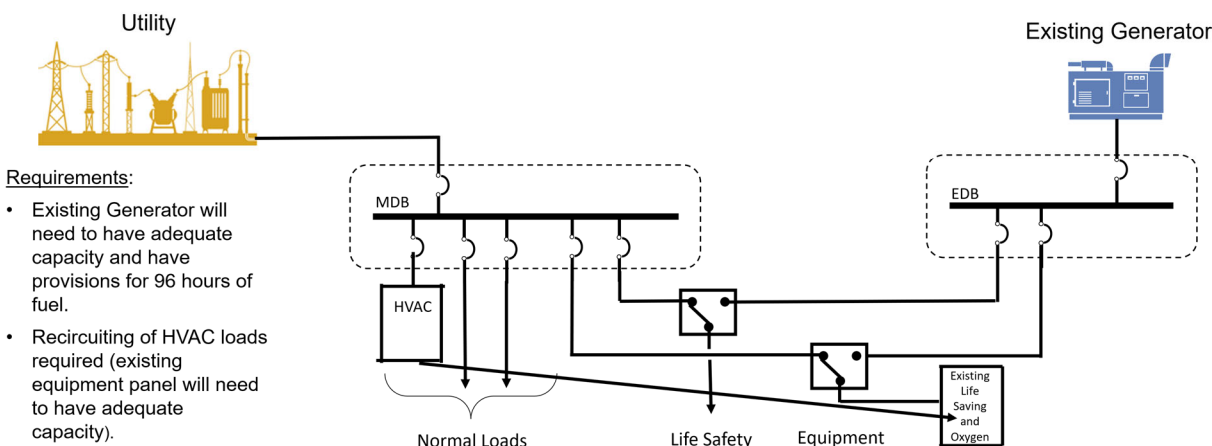 Utility
Existing Generator
Requirements:
• Existing Generator will
need to have adequate
capacity and have
provisions for 96 hours of
fuel.
• Recircuiting of HVAC loads
required (existing
equipment panel will need
to have adequate
capacity).
MDB
EDB
HVAC
Existing
Life
Saving
and
Oxygen
Normal Loads
Life Safety
Equipment